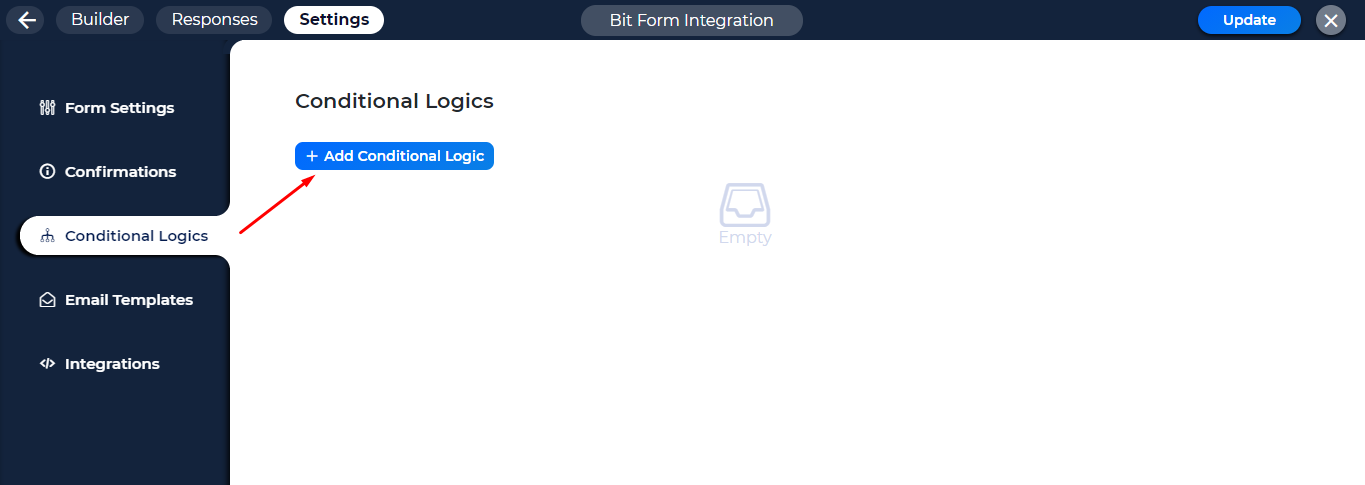 Builder
Responses
Settings
Bit Form Integration
Update
Form Settings
Confirmations
Conditional Logics
Email Templates
Integrations
Conditional Logics
+ Add Conditional Logic
Empty